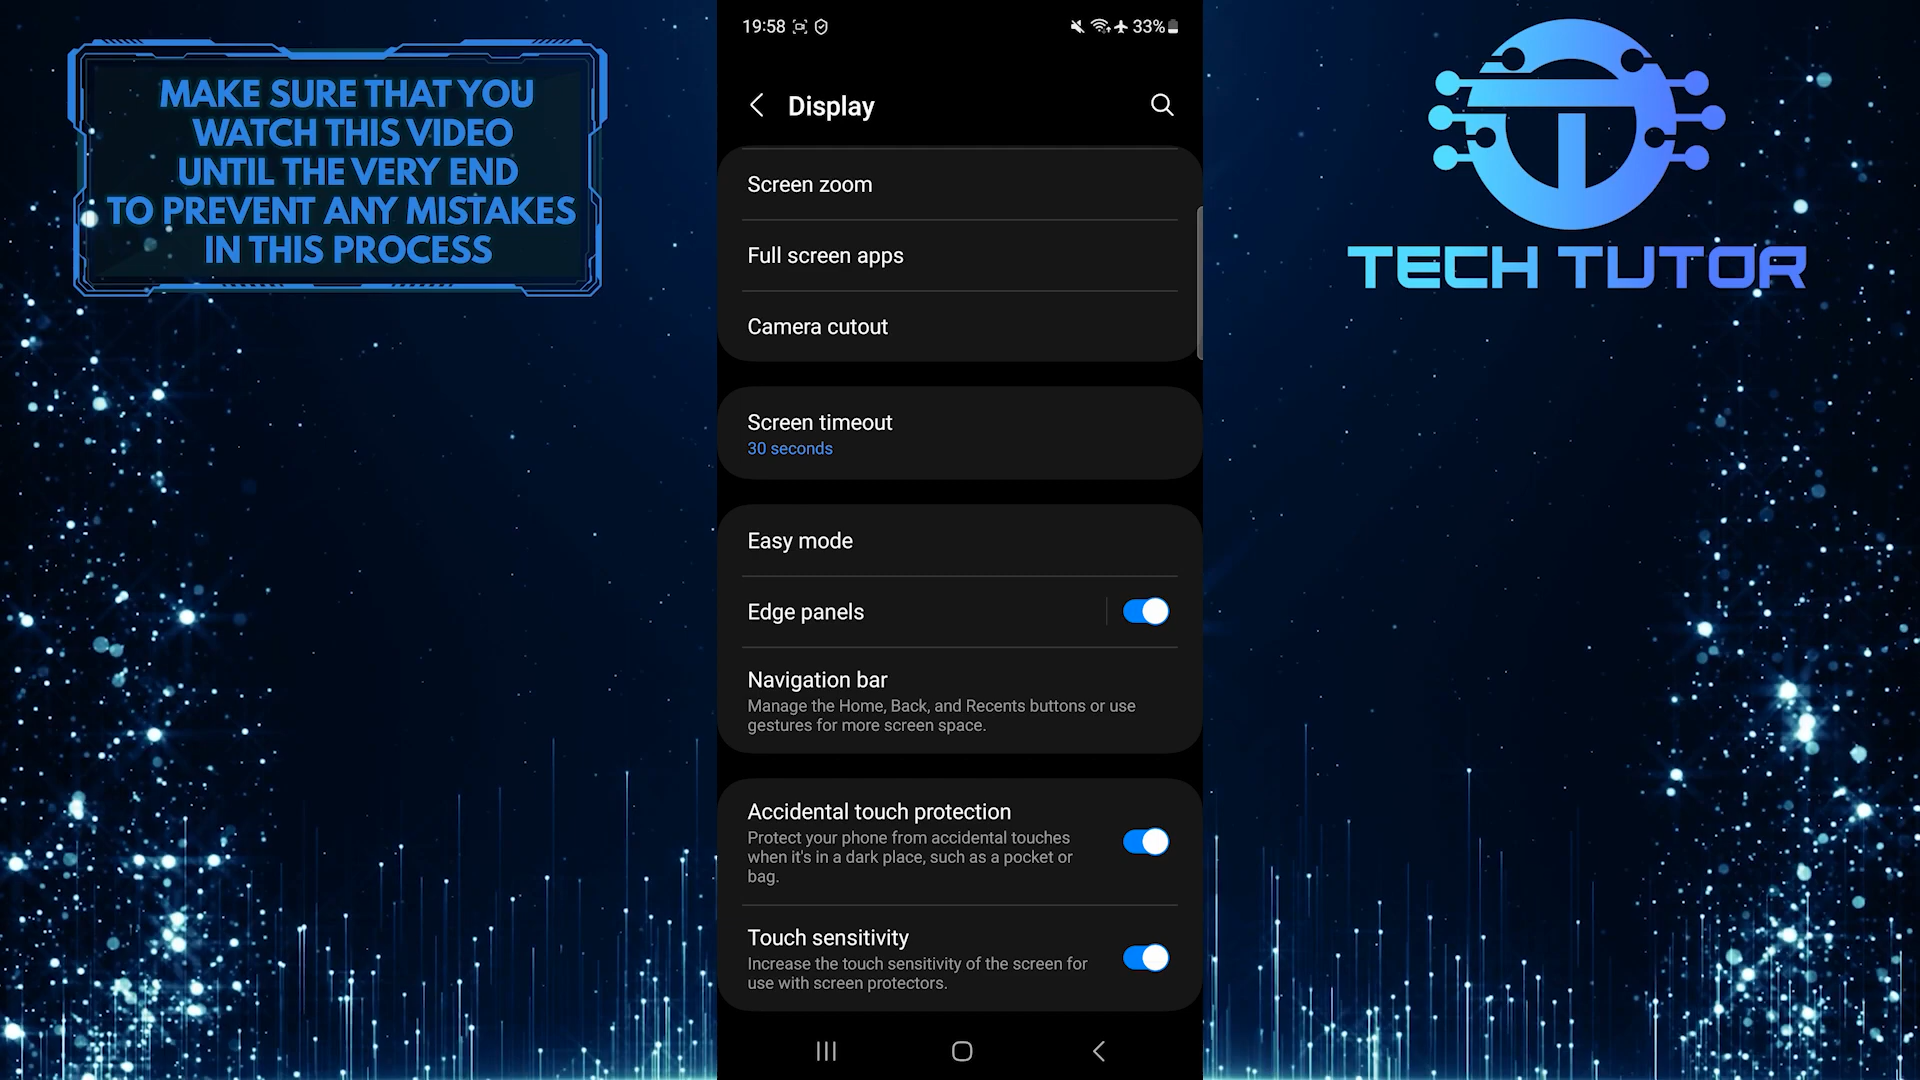 MAKE SURE THAT YOU
WATCH THIS VIDEO
UNTIL THE VERY END
TO PREVENT ANY MISTAKES
IN THIS PROCESS
19:58
33%
Display
Screen zoom
Full screen apps
Camera cutout
Screen timeout
30 seconds
Easy mode
Edge panels
Navigation bar
Manage the Home, Back, and Recents buttons or use
gestures for more screen space.
Accidental touch protection
Protect your phone from accidental touches
when it's in a dark place, such as a pocket or
bag.
Touch sensitivity
Increase the touch sensitivity of the screen for
use with screen protectors.
TECH TUTOR